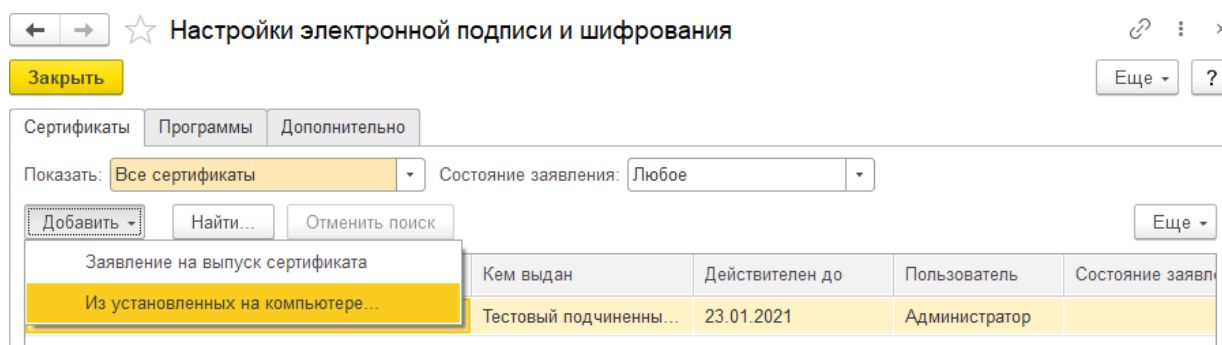 Настройки электронной подписи и шифрования
Закрыть Еще ?
Сертификаты Программы Дополнительно
Показать: Все сертификаты Состояние заявления: Любое
Добавить Найти... Отменить поиск Еще
Заявление на выпуск сертификата Кем выдан Действителен до Пользователь Состояние заявл
Из установленных на компьютере... Тестовый подчиненны... 23.01.2021 Администратор